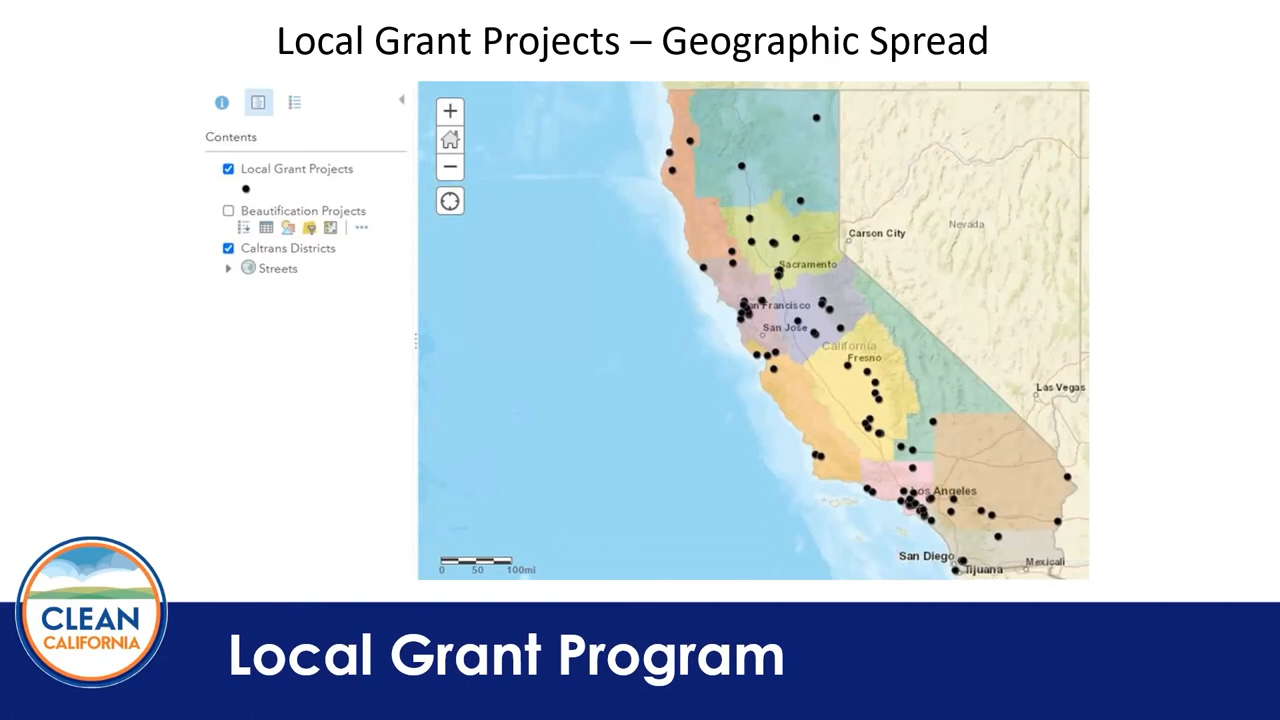 Local Grant Projects – Geographic Spread
Contents
Local Grant Projects
Beautification Projects
Caltrans Districts
Streets
Nevada
Carson City
Sacramento
an Francisco
San Jose
California
Fresno
Las Vegas
Los Angeles
San Diego
Tijuana
Mexicali
0 50 100mi
CLEAN
CALIFORNIA
Local Grant Program